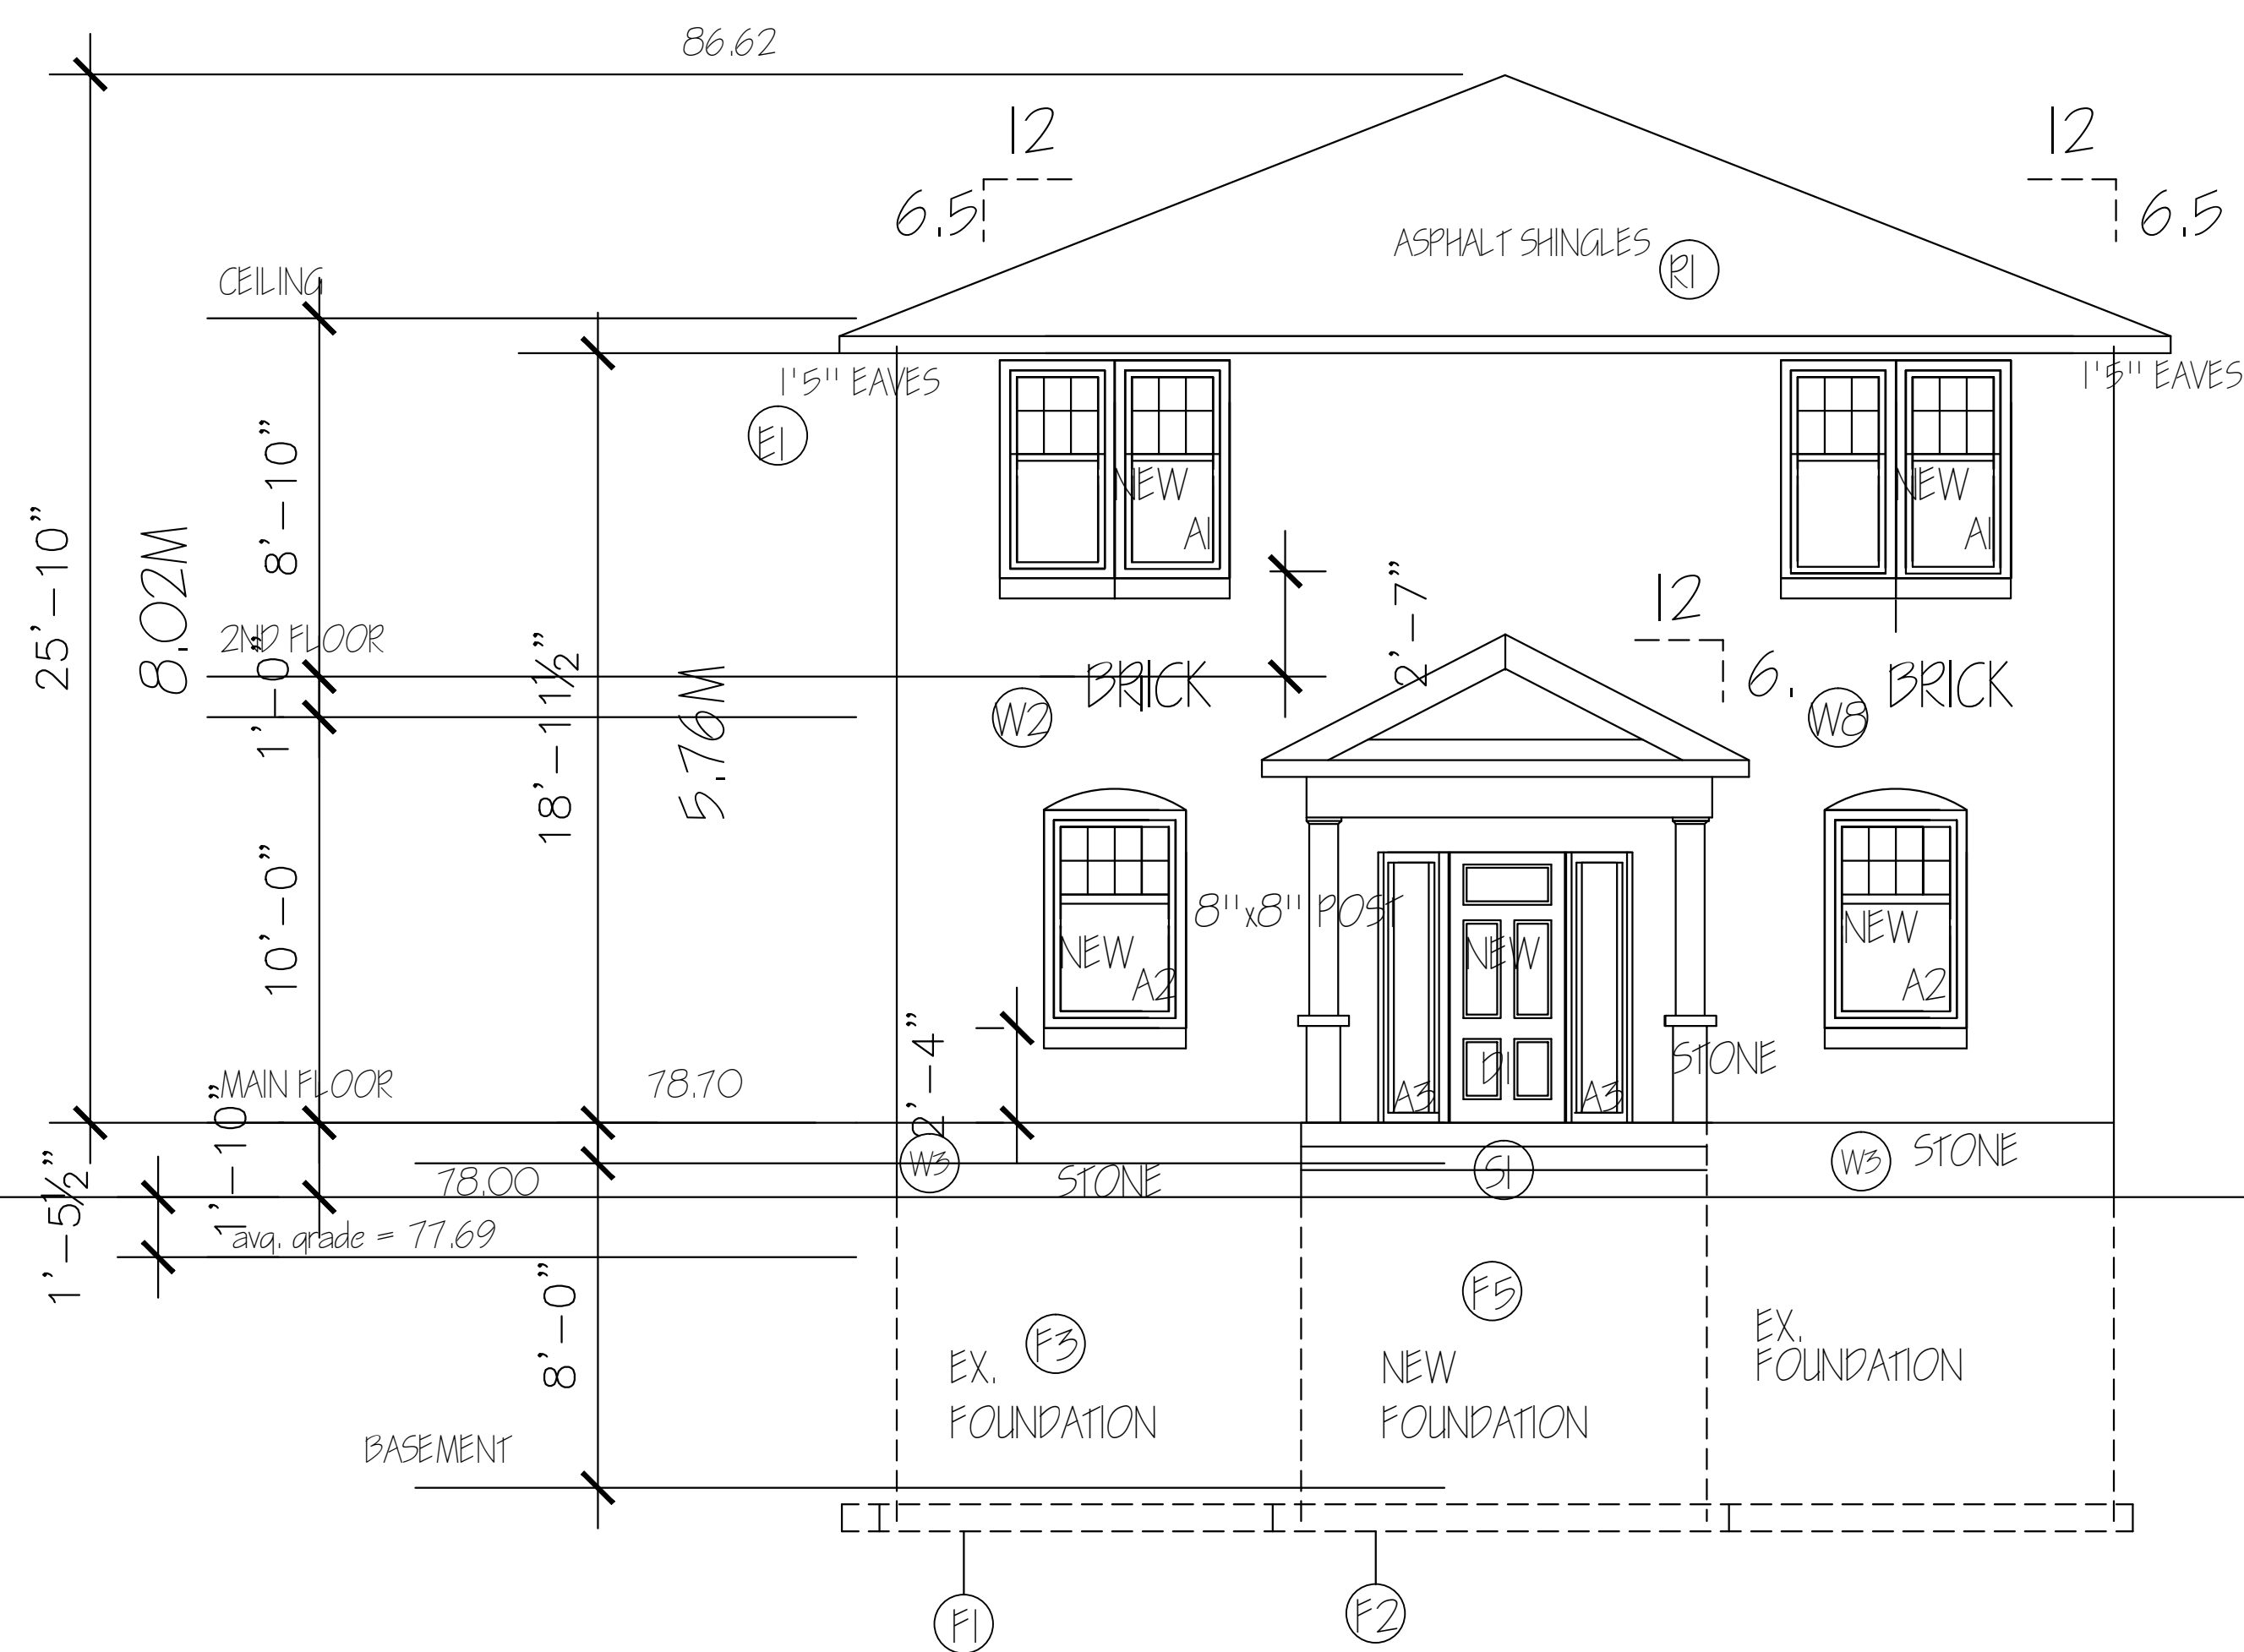 86.62
12
12
6.5
6.5
ASPHALT SHINGLES
R1
CEILING
1'5" EAVES
1'5" EAVES
E1
8'-10"
NEW
A1
NEW
A1
25'-10"
8.02M
2'-7"
12
6.
2ND FLOOR
1'-0"
18'-11½"
5.76M
BRICK
BRICK
W2
W8
10'-0"
8"x8" POST
NEW
A2
NEW
NEW
A2
2'-4"
MAIN FLOOR
78.70
D1
A3
A3
STONE
1'-10"
W3
S1
W3
STONE
78.00
STONE
1'-5½"
avg. grade = 77.69
8'-0"
F5
F3
EX.
FOUNDATION
NEW
FOUNDATION
EX.
FOUNDATION
BASEMENT
F1
F2